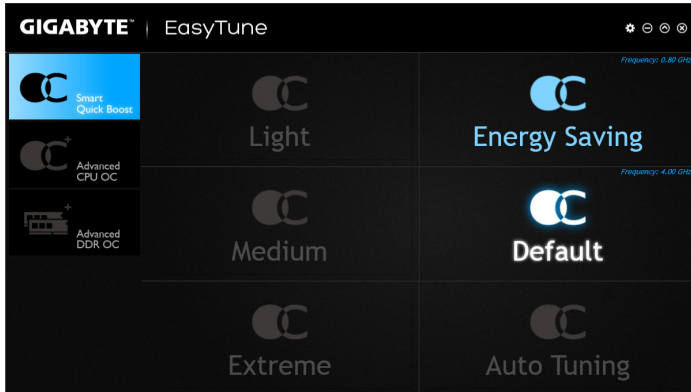 GIGABYTE™ | EasyTune
Smart
Quick Boost
Advanced
CPU OC
Advanced
DDR OC
Light
Frequency: 0.80 GHz
Energy Saving
Medium
Frequency: 4.00 GHz
Default
Extreme
Auto Tuning